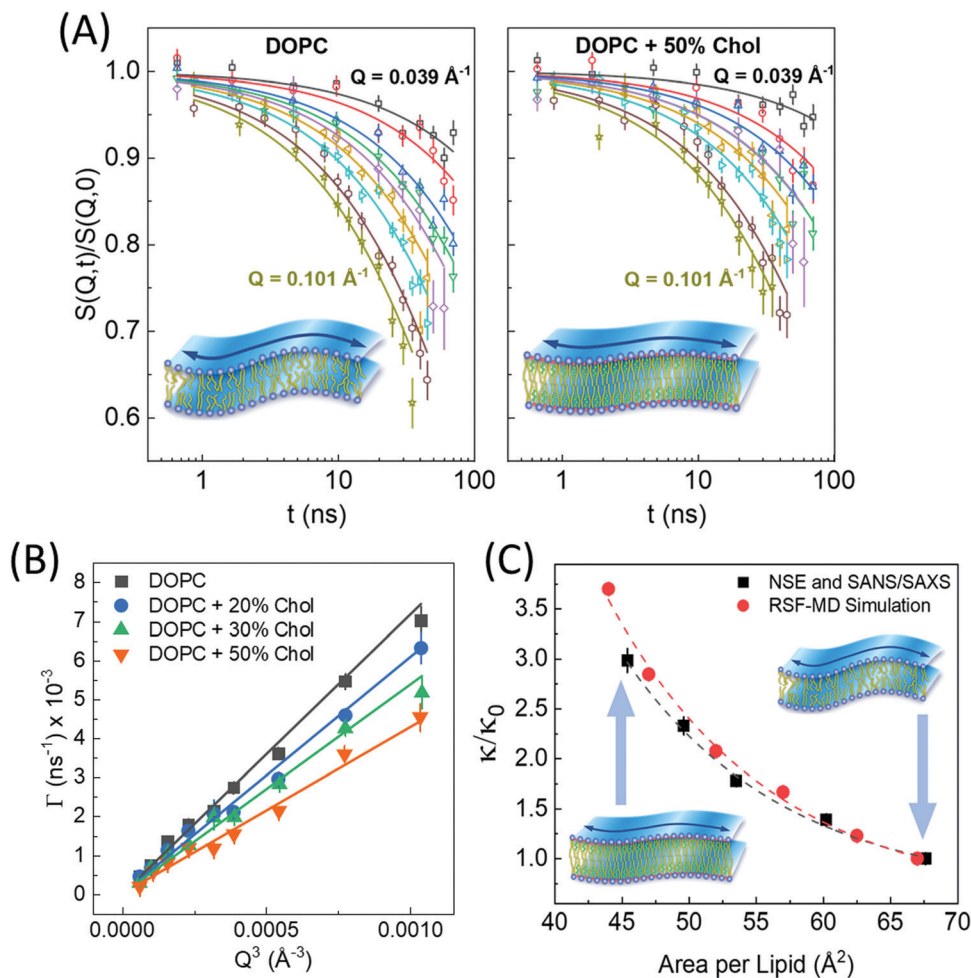 (A)
DOPC
DOPC + 50% Chol
Q = 0.039 Å-1
Q = 0.039 Å-1
1.0
0.9
0.8
0.7
0.6
S(Q,t)/S(Q,0)
Q = 0.101 Å-1
Q = 0.101 Å-1
1
10
100
1
10
100
t (ns)
t (ns)
(B)
8
7
6
5
4
3
2
1
0
Γ (ns-1) x 10-3
DOPC
DOPC + 20% Chol
DOPC + 30% Chol
DOPC + 50% Chol
0.0000
0.0005
0.0010
Q3 (Å-3)
(C)
3.5
3.0
2.5
2.0
1.5
1.0
κ/κ0
NSE and SANS/SAXS
RSF-MD Simulation
40
45
50
55
60
65
70
Area per Lipid (Å2)